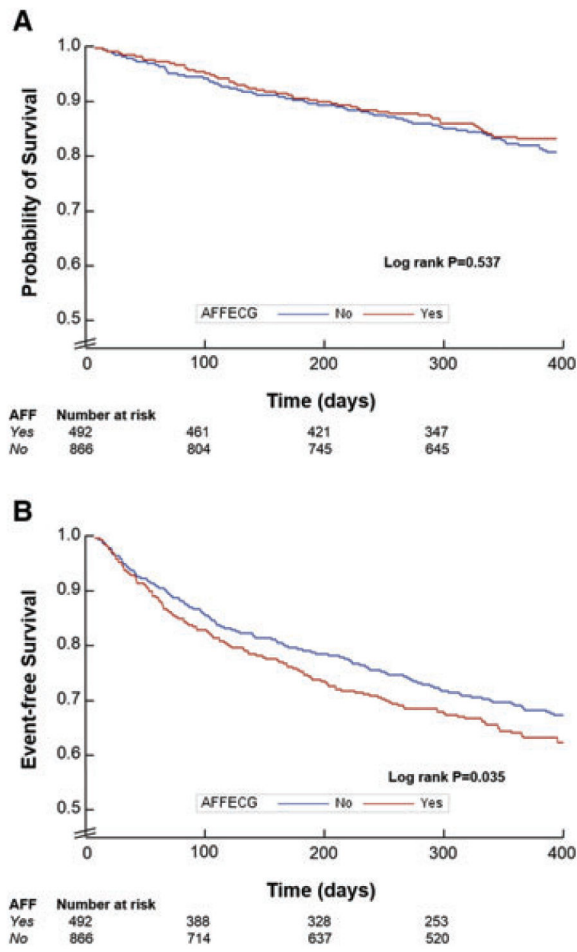 A
Probability of Survival
1.0
0.9
0.8
0.7
0.6
0.5
Log rank P=0.537
AFFECG No Yes
0 100 200 300 400
Time (days)
AFF Number at risk
Yes 492 461 421 347
No 866 804 745 645
B
Event-free Survival
1.0
0.9
0.8
0.7
0.6
0.5
Log rank P=0.035
AFFECG No Yes
0 100 200 300 400
Time (days)
AFF Number at risk
Yes 492 388 328 253
No 866 714 637 520